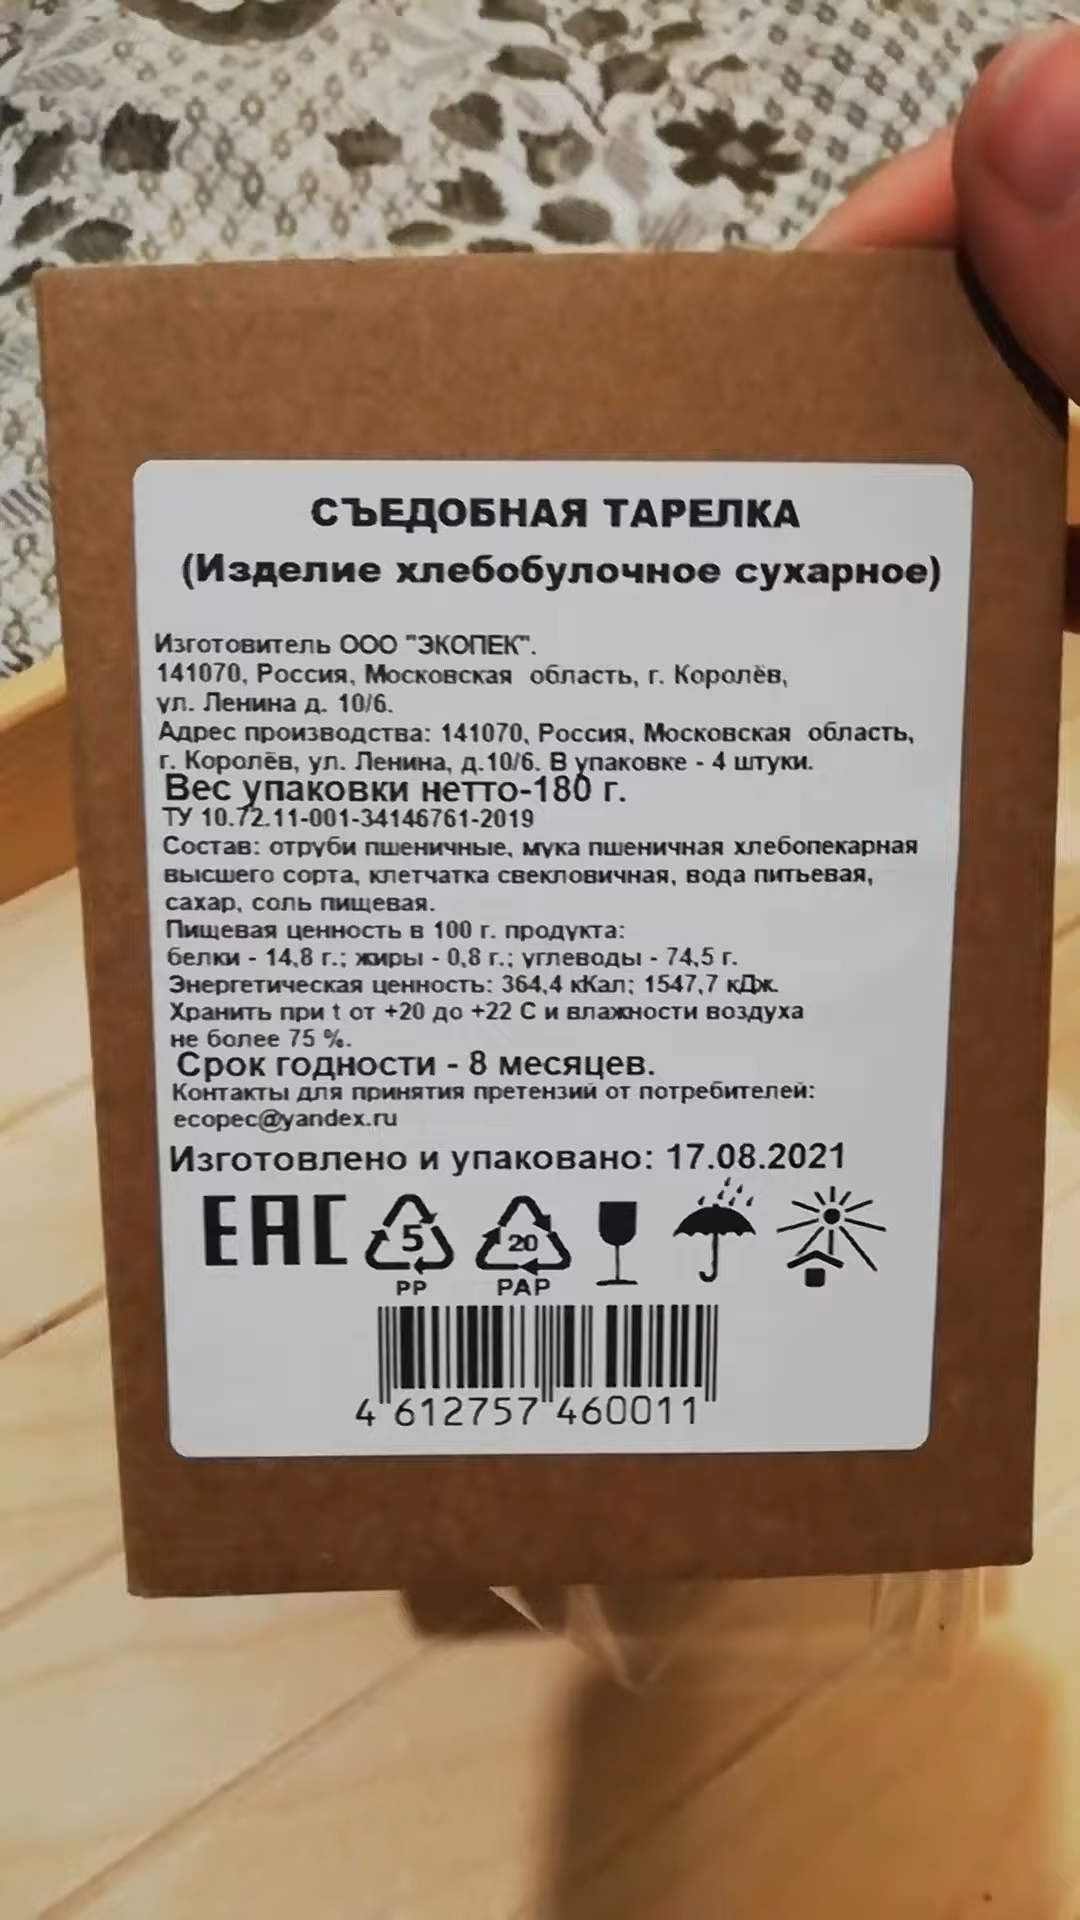 СЪЕДОБНАЯ ТАРЕЛКА
(Изделие хлебобулочное сухарное)
Изготовитель ООО "ЭКОПЕК".
141070, Россия, Московская область, г. Королёв,
ул. Ленина д. 10/6.
Адрес производства: 141070, Россия, Московская область,
г. Королёв, ул. Ленина, д.10/6. В упаковке - 4 штуки.
Вес упаковки нетто-180 г.
ТУ 10.72.11-001-34146761-2019
Состав: отруби пшеничные, мука пшеничная хлебопекарная
высшего сорта, клетчатка свекловичная, вода питьевая,
сахар, соль пищевая.
Пищевая ценность в 100 г. продукта:
белки - 14,8 г.; жиры - 0,8 г.; углеводы - 74,5 г.
Энергетическая ценность: 364,4 кКал; 1547,7 кДж.
Хранить при t от +20 до +22 С и влажности воздуха
не более 75 %.
Срок годности - 8 месяцев.
Контакты для принятия претензий от потребителей:
ecopec@yandex.ru
Изготовлено и упаковано: 17.08.2021
EAC 5 20
PP PAP
4 612757 460011